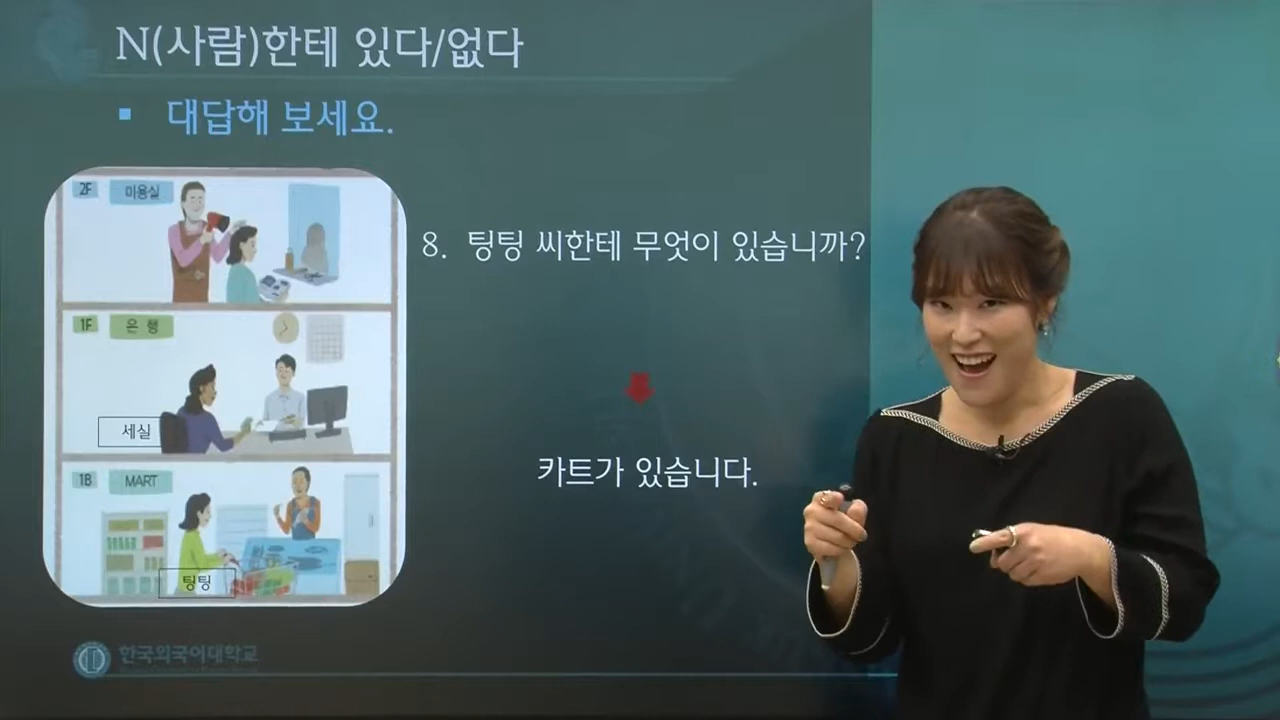 N(사람)한테 있다/없다
▪ 대답해 보세요.
2F 미용실
1F 은 행
세실
1B MART
팅팅
8. 팅팅 씨한테 무엇이 있습니까?
카트가 있습니다.
한국외국어대학교